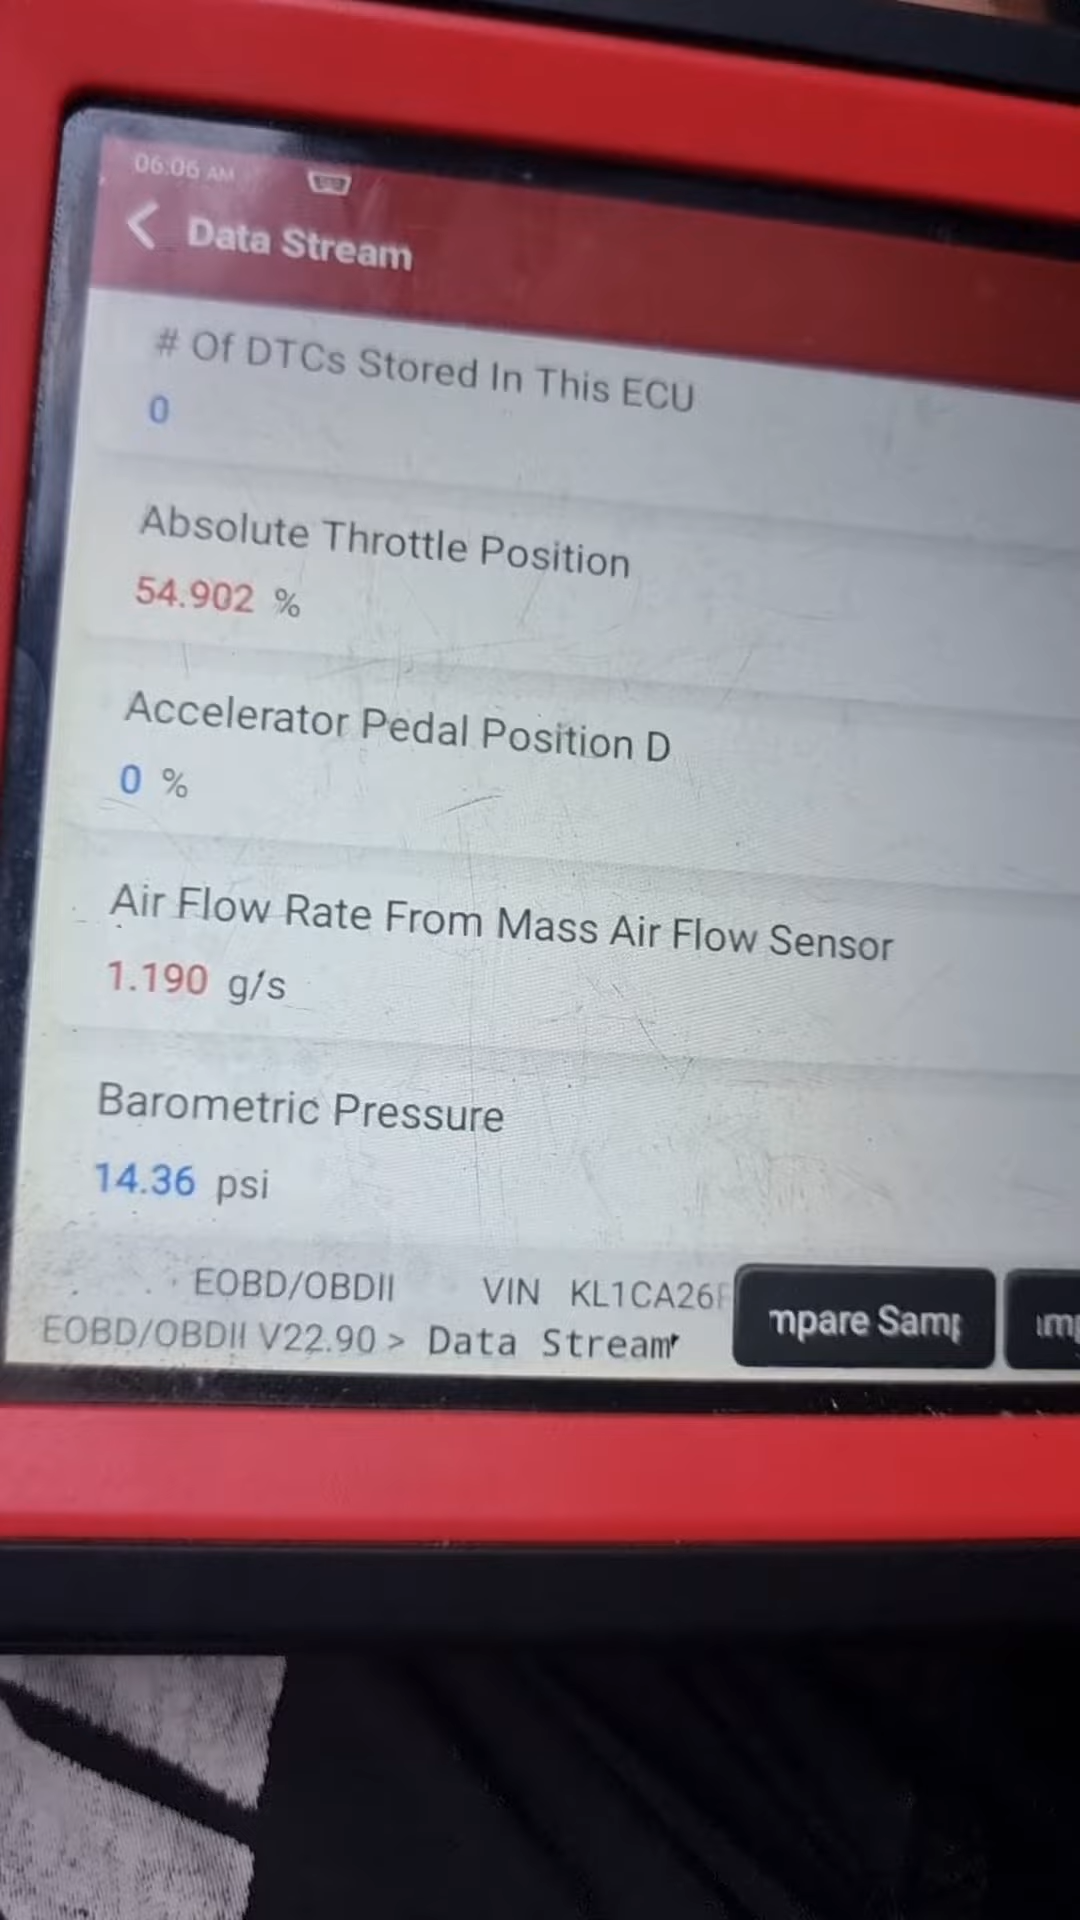 06:06 AM
Data Stream
# Of DTCs Stored In This ECU
0
Absolute Throttle Position
54.902 %
Accelerator Pedal Position D
0 %
Air Flow Rate From Mass Air Flow Sensor
1.190 g/s
Barometric Pressure
14.36 psi
EOBD/OBDII VIN KL1CA26F
EOBD/OBDII V22.90 > Data Stream
mpare Samp